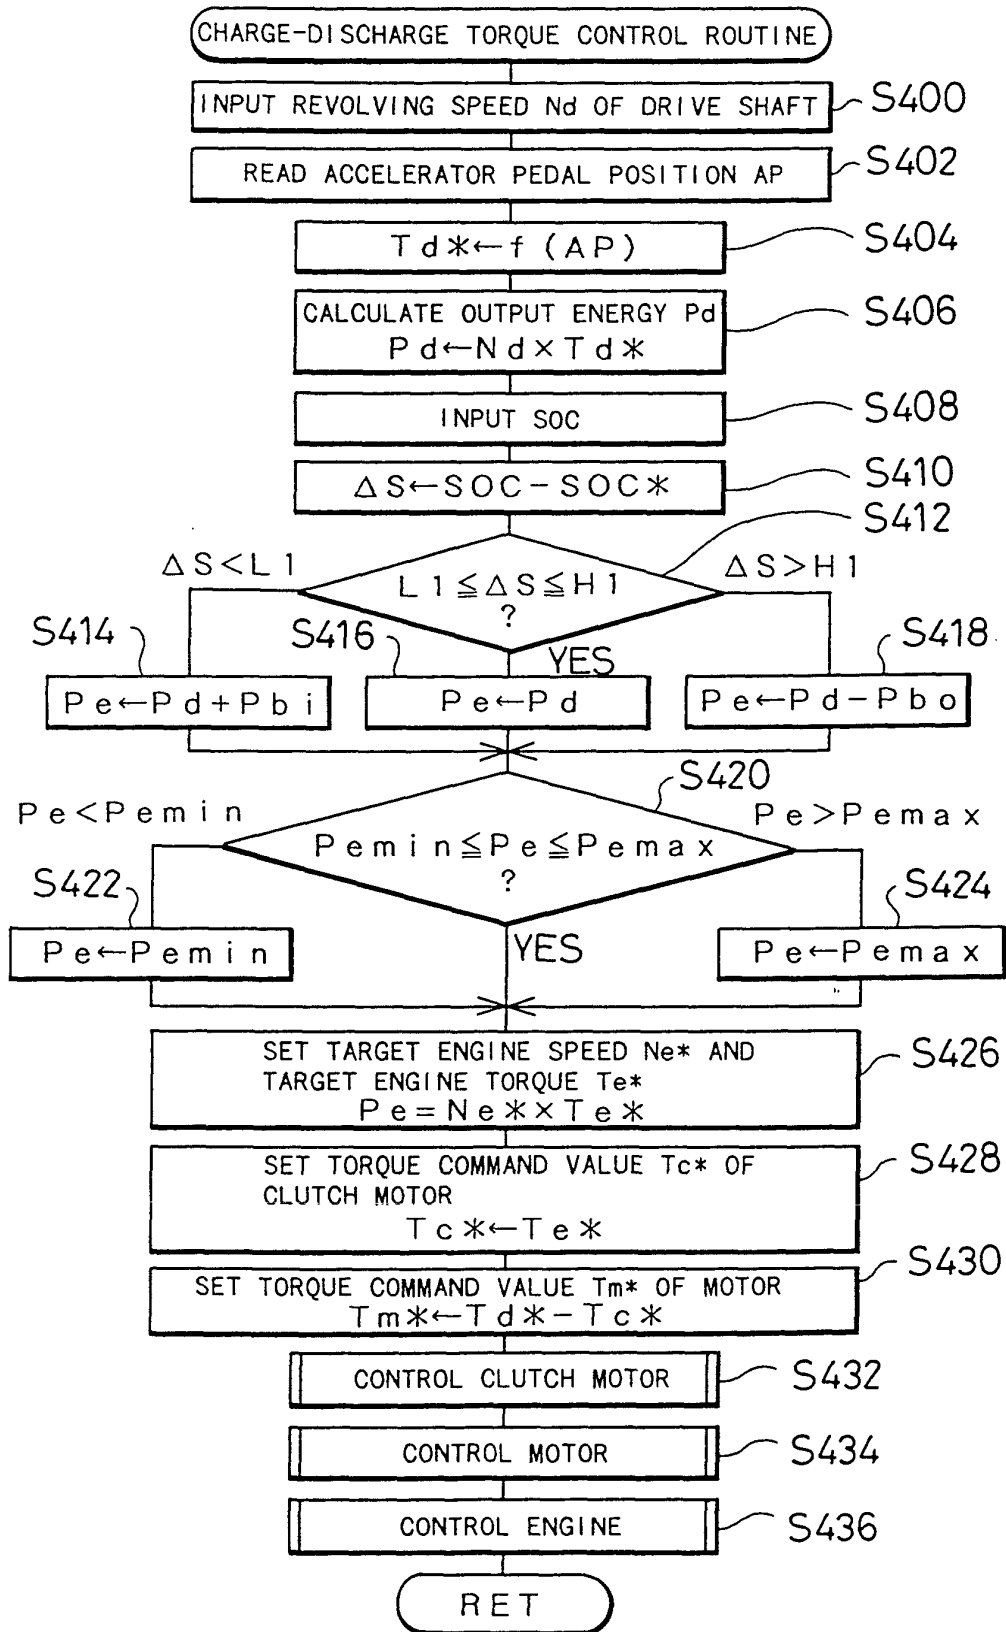 CHARGE-DISCHARGE TORQUE CONTROL ROUTINE
INPUT REVOLVING SPEED Nd OF DRIVE SHAFT
S400
READ ACCELERATOR PEDAL POSITION AP
S402
Td*←f(AP)
S404
CALCULATE OUTPUT ENERGY Pd
Pd←Nd×Td*
S406
INPUT SOC
S408
△S←SOC-SOC*
S410
S412
△S<L1
L1≦△S≦H1
?
△S>H1
YES
S414
Pe←Pd+Pbi
S416
Pe←Pd
S418
Pe←Pd-Pbo
S420
Pe<Pemin
Pemin≦Pe≦Pemax
?
Pe>Pemax
YES
S422
Pe←Pemin
S424
Pe←Pemax
SET TARGET ENGINE SPEED Ne* AND
TARGET ENGINE TORQUE Te*
Pe=Ne*×Te*
S426
SET TORQUE COMMAND VALUE Tc* OF
CLUTCH MOTOR
Tc*←Te*
S428
SET TORQUE COMMAND VALUE Tm* OF MOTOR
Tm*←Td*-Tc*
S430
CONTROL CLUTCH MOTOR
S432
CONTROL MOTOR
S434
CONTROL ENGINE
S436
RET